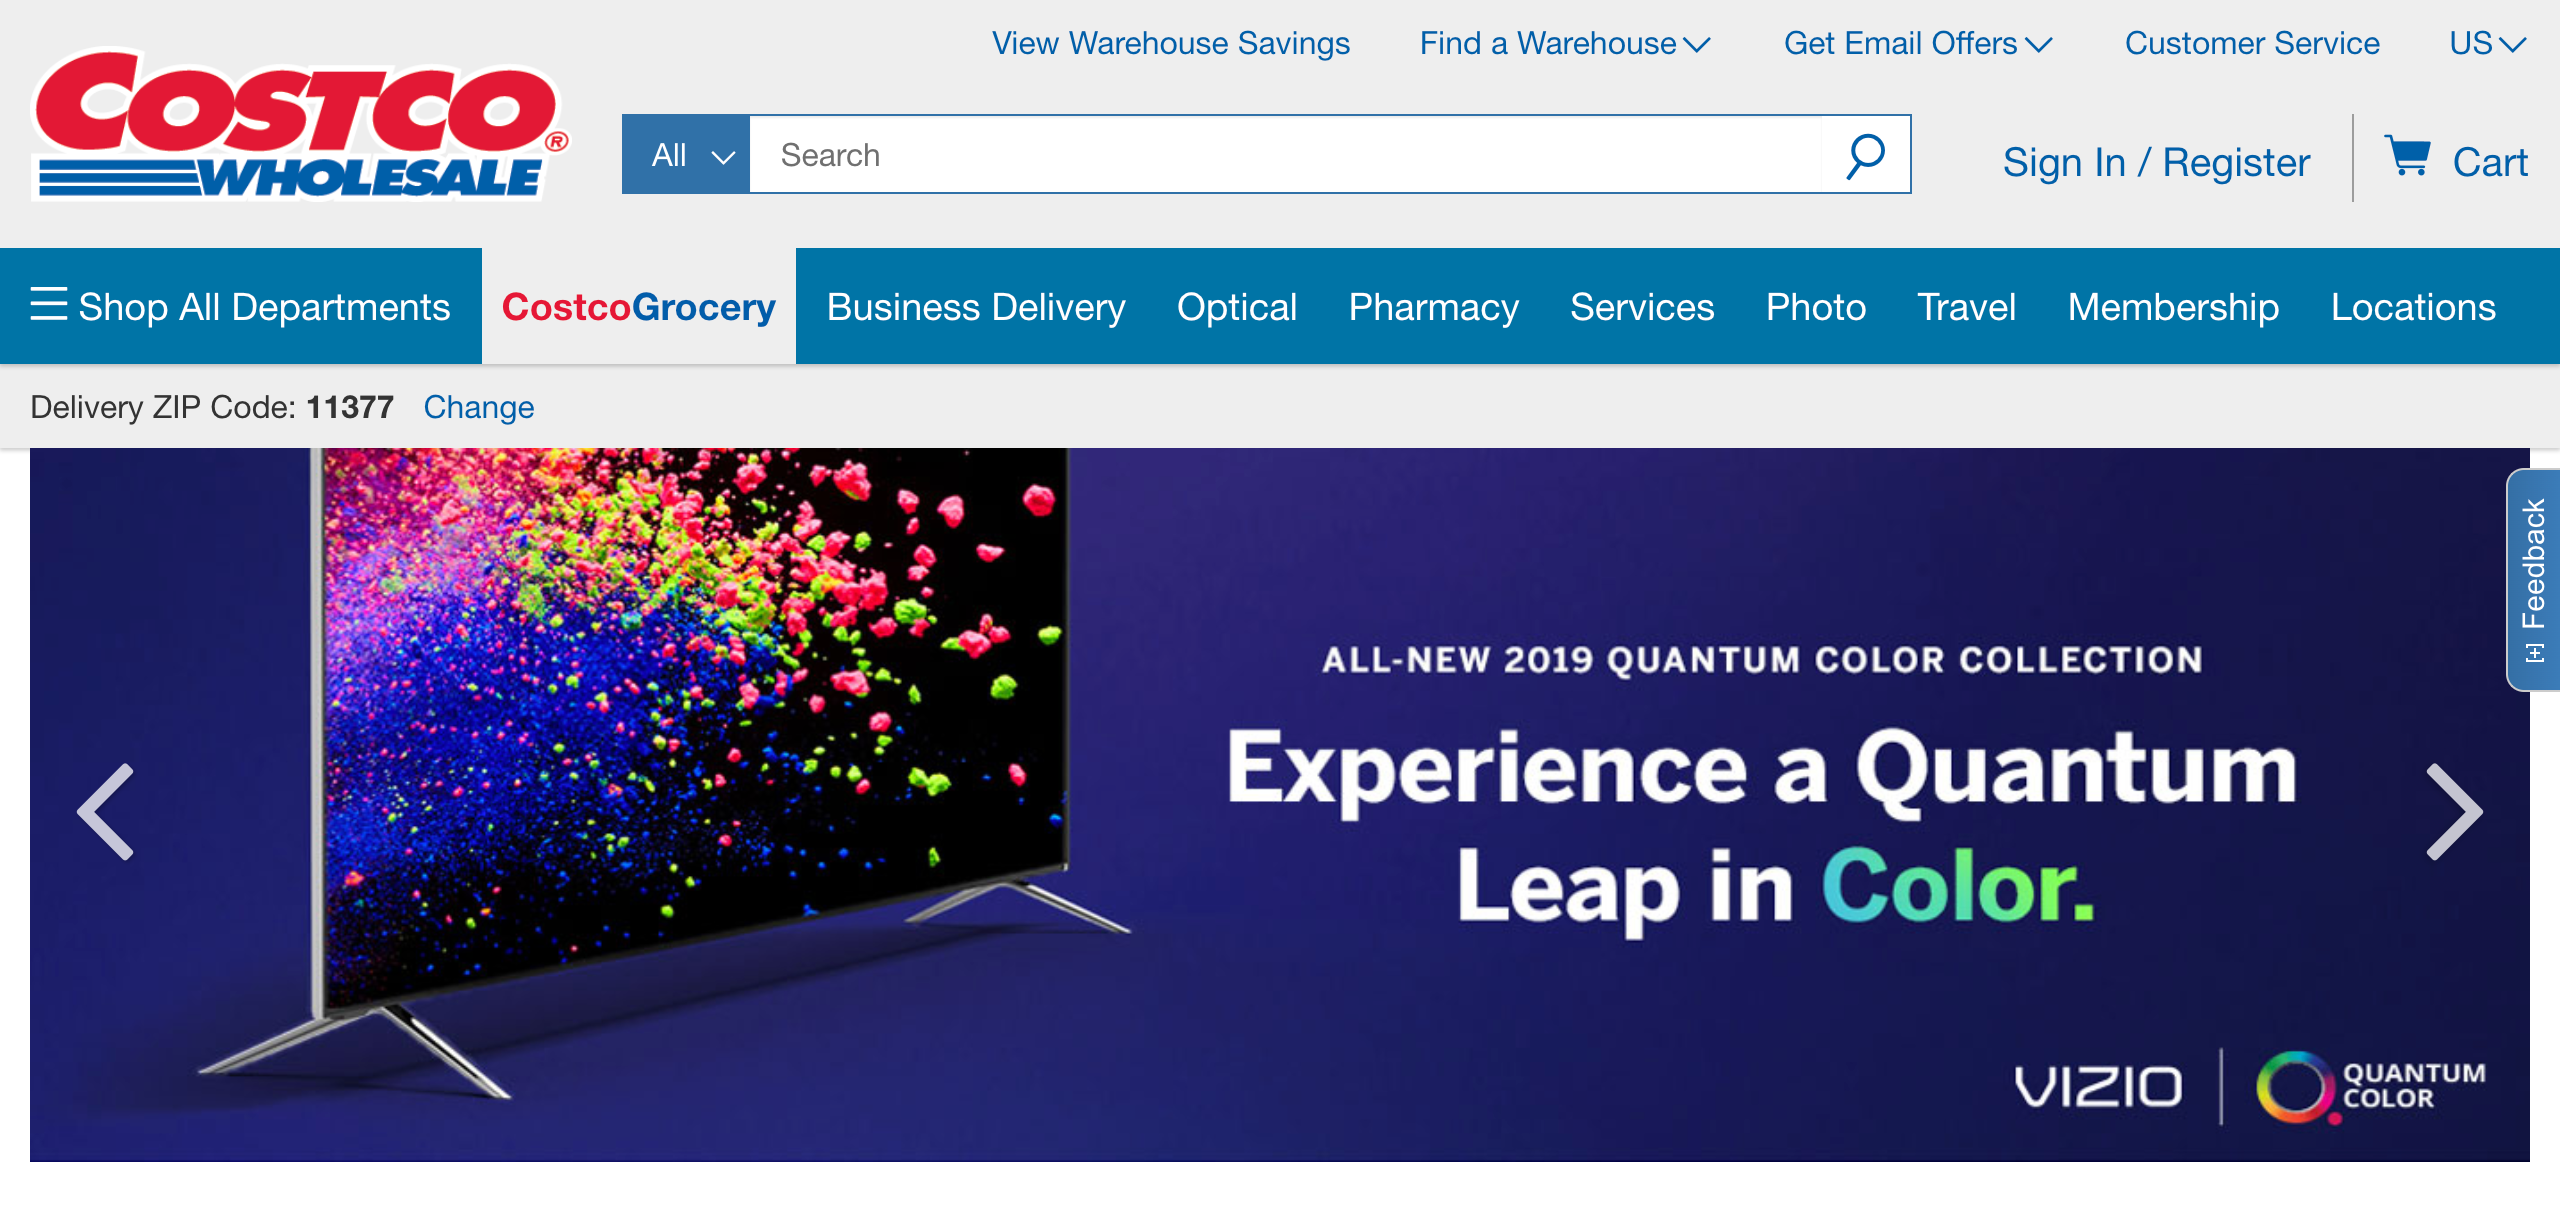 View Warehouse Savings Find a Warehouse Get Email Offers Customer Service US
COSTCO®
WHOLESALE
All Search
Sign In / Register Cart
Shop All Departments CostcoGrocery Business Delivery Optical Pharmacy Services Photo Travel Membership Locations
Delivery ZIP Code: 11377 Change
[+] Feedback
ALL-NEW 2019 QUANTUM COLOR COLLECTION
Experience a Quantum
Leap in Color.
VIZIO
QUANTUM
COLOR